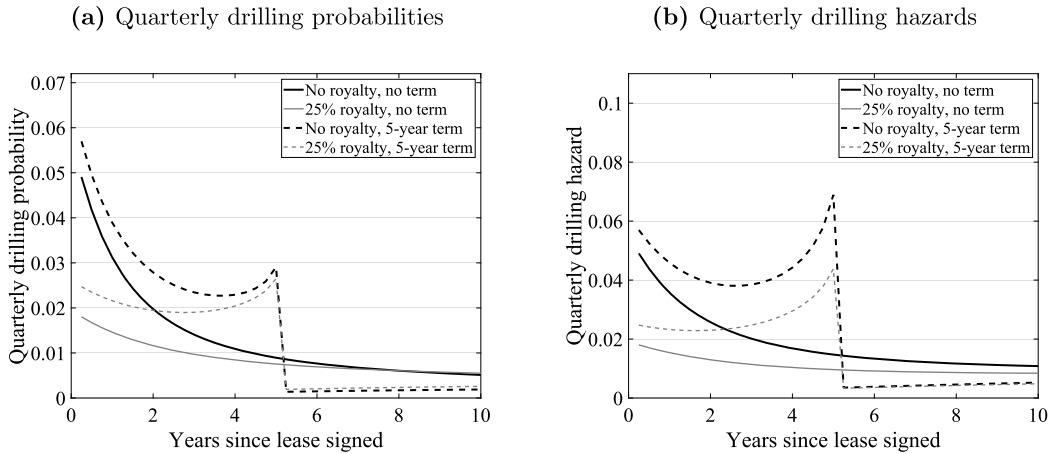 (a) Quarterly drilling probabilities
0.07
0.06
0.05
0.04
0.03
0.02
0.01
0
0 2 4 6 8 10
Quarterly drilling probability
Years since lease signed
No royalty, no term
25% royalty, no term
No royalty, 5-year term
25% royalty, 5-year term
(b) Quarterly drilling hazards
0.1
0.08
0.06
0.04
0.02
0
0 2 4 6 8 10
Quarterly drilling hazard
Years since lease signed
No royalty, no term
25% royalty, no term
No royalty, 5-year term
25% royalty, 5-year term